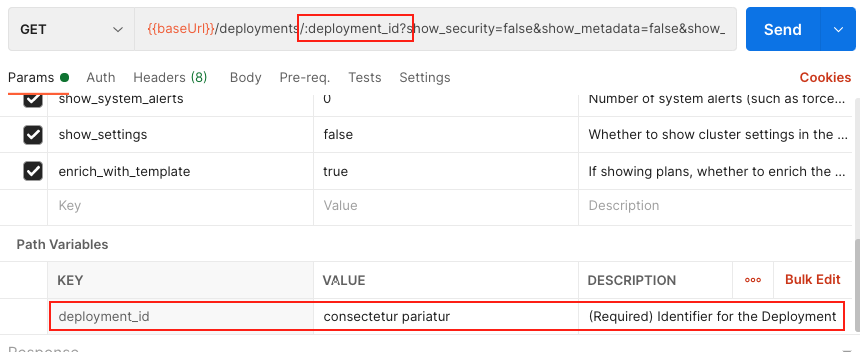 GET {{baseUrl}}/deployments/:deployment_id?show_security=false&show_metadata=false&show_ Send
Params Auth Headers (8) Body Pre-req. Tests Settings Cookies
show_system_alerts 0 Number of system alerts (such as force...
show_settings false Whether to show cluster settings in the ...
enrich_with_template true If showing plans, whether to enrich the ...
Key Value Description
Path Variables
KEY VALUE DESCRIPTION Bulk Edit
deployment_id consectetur pariatur (Required) Identifier for the Deployment
Response